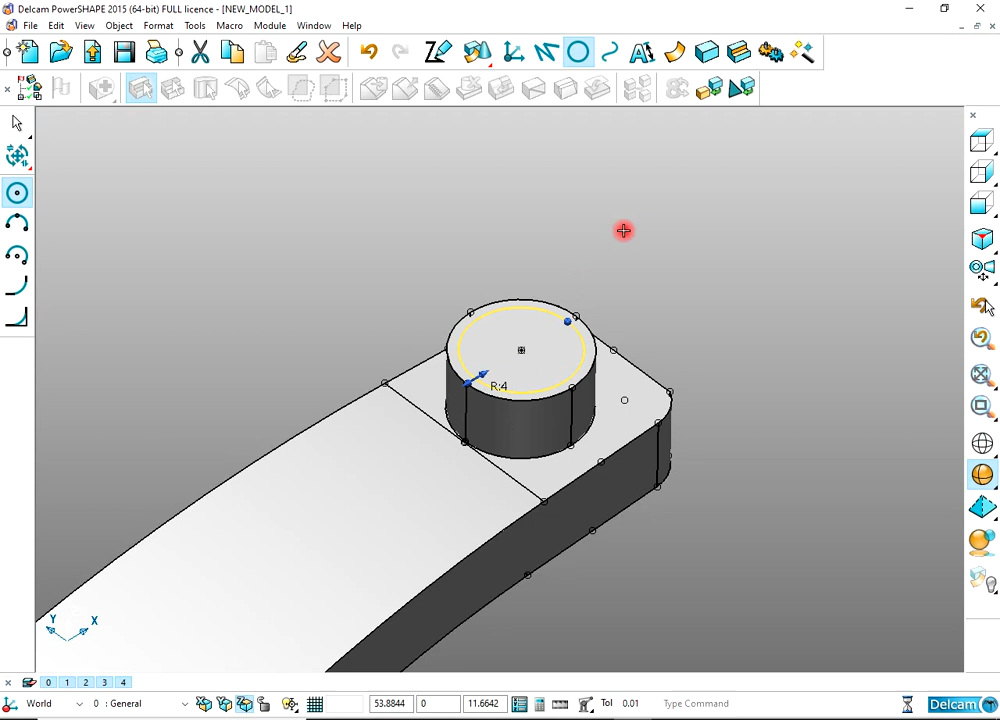 Delcam PowerSHAPE 2015 (64-bit) FULL licence - [NEW_MODEL_1]
File Edit View Object Format Tools Macro Module Window Help
R:4
Y X
0 1 2 3 4
World 0 : General 53.8844 0 11.6642 Tol 0.01 Type Command Delcam